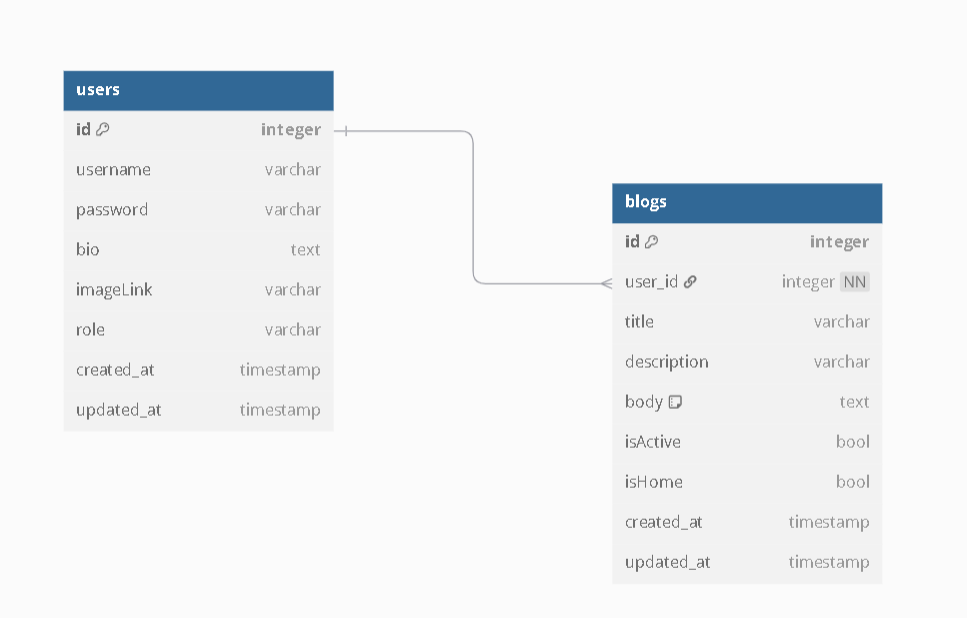 users
id integer
username varchar
password varchar
bio text
imageLink varchar
role varchar
created_at timestamp
updated_at timestamp
blogs
id integer
user_id integer NN
title varchar
description varchar
body text
isActive bool
isHome bool
created_at timestamp
updated_at timestamp